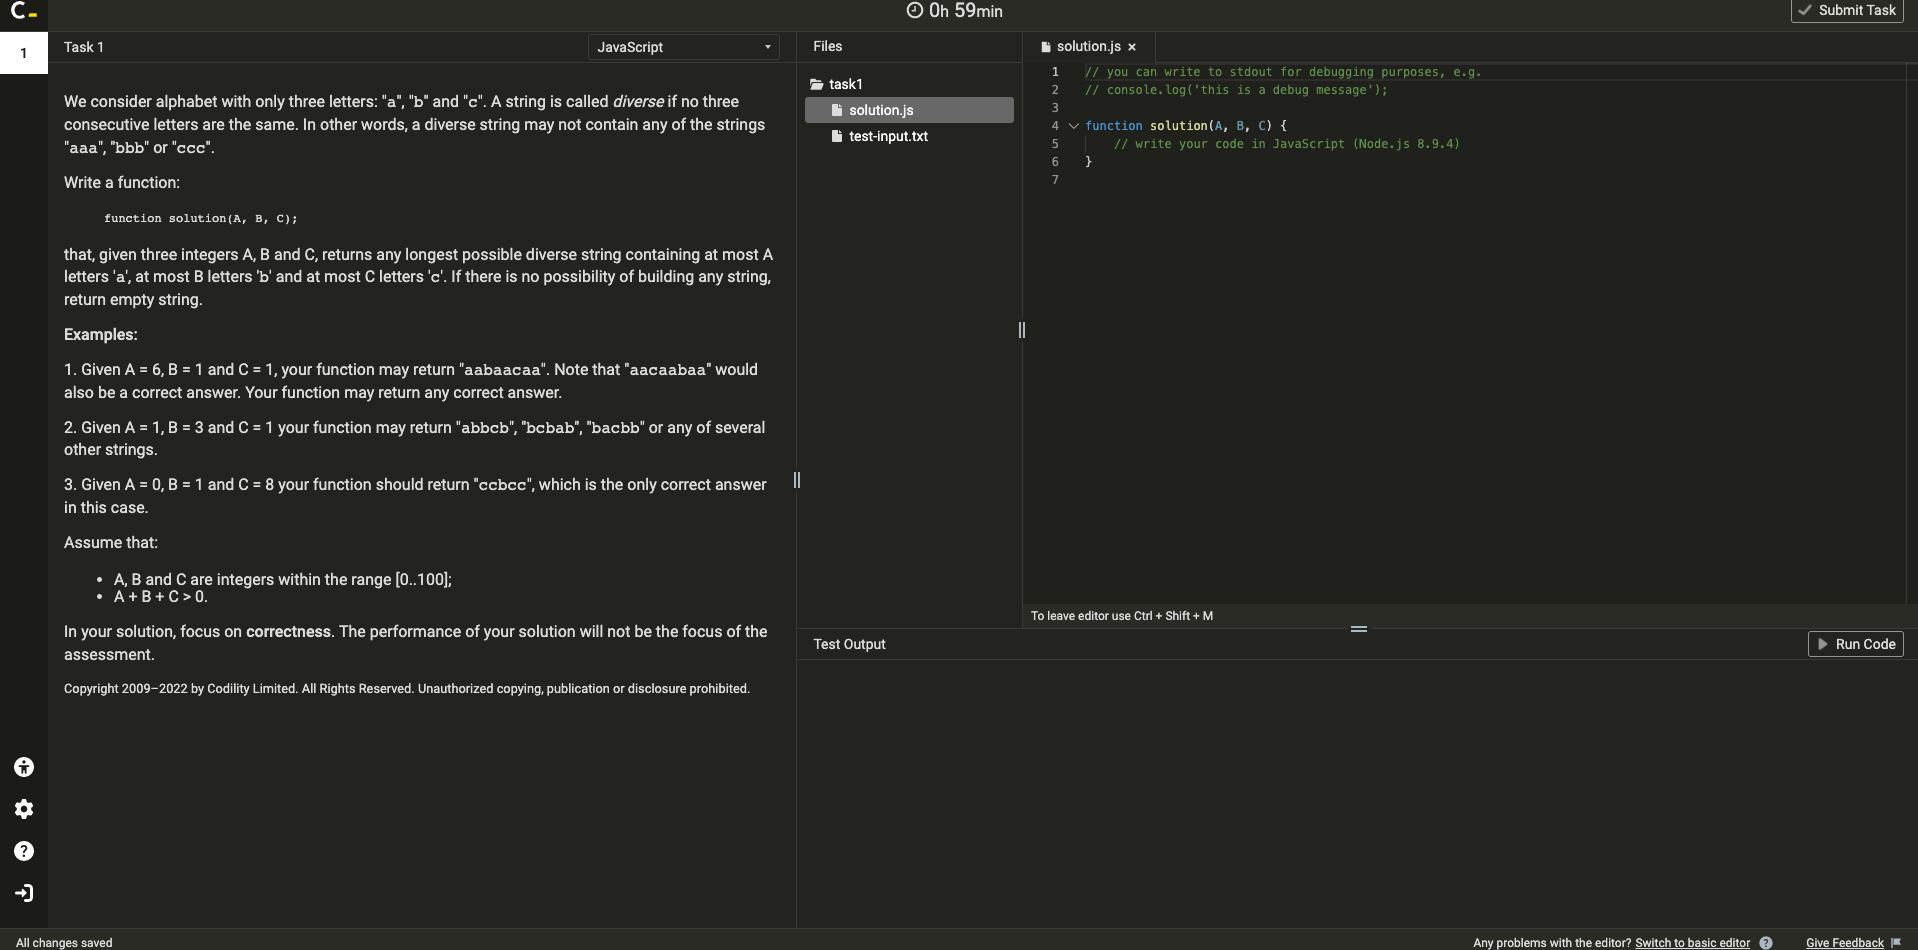 C_
0h 59min
Submit Task
1
Task 1
JavaScript
We consider alphabet with only three letters: "a", "b" and "c". A string is called diverse if no three
consecutive letters are the same. In other words, a diverse string may not contain any of the strings
"aaa", "bbb" or "ccc".
Write a function:
function solution(A, B, C);
that, given three integers A, B and C, returns any longest possible diverse string containing at most A
letters 'a', at most B letters 'b' and at most C letters 'c'. If there is no possibility of building any string,
return empty string.
Examples:
1. Given A = 6, B = 1 and C = 1, your function may return "aabaacaa". Note that "aacaabaa" would
also be a correct answer. Your function may return any correct answer.
2. Given A = 1, B = 3 and C = 1 your function may return "abbcb", "bcbab", "bacbb" or any of several
other strings.
3. Given A = 0, B = 1 and C = 8 your function should return "ccbcc", which is the only correct answer
in this case.
Assume that:
• A, B and C are integers within the range [0..100];
• A + B + C > 0.
In your solution, focus on correctness. The performance of your solution will not be the focus of the
assessment.
Copyright 2009–2022 by Codility Limited. All Rights Reserved. Unauthorized copying, publication or disclosure prohibited.
Files
task1
solution.js
test-input.txt
solution.js ×
1 // you can write to stdout for debugging purposes, e.g.
2 // console.log('this is a debug message');
3
4 function solution(A, B, C) {
5 // write your code in JavaScript (Node.js 8.9.4)
6 }
7
To leave editor use Ctrl + Shift + M
Test Output
Run Code
All changes saved
Any problems with the editor? Switch to basic editor ?
Give Feedback